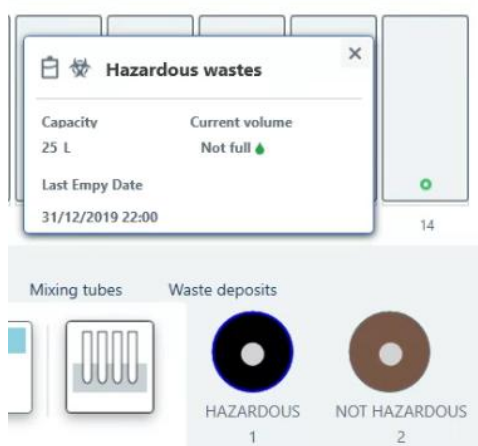 Hazardous wastes
Capacity Current volume
25 L Not full
Last Empy Date
31/12/2019 22:00
14
Mixing tubes Waste deposits
HAZARDOUS NOT HAZARDOUS
1 2